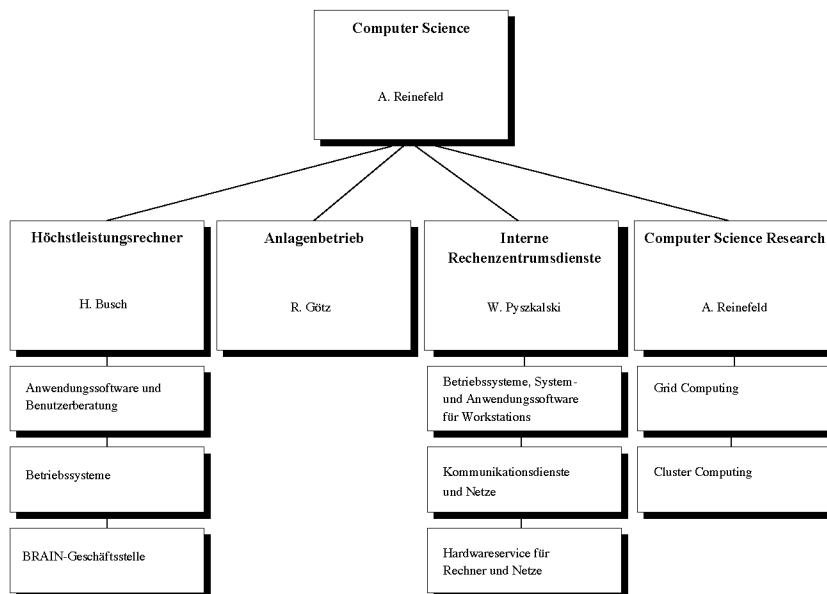 Computer Science
A. Reinefeld
Höchstleistungsrechner
H. Busch
Anwendungssoftware und
Benutzerberatung
Betriebssysteme
BRAIN-Geschäftsstelle
Anlagenbetrieb
R. Götz
Interne
Rechenzentrumsdienste
W. Pyszkalski
Betriebssysteme, System-
und Anwendungssoftware
für Workstations
Kommunikationsdienste
und Netze
Hardwareservice für
Rechner und Netze
Computer Science Research
A. Reinefeld
Grid Computing
Cluster Computing